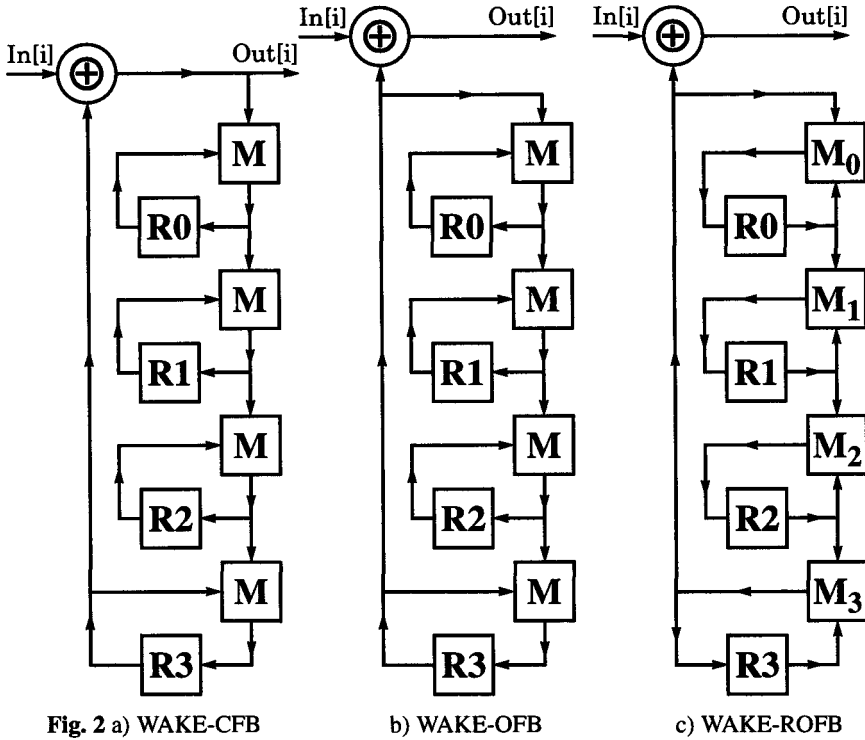 In[i] Out[i] In[i] Out[i] In[i] Out[i]
⊕ ⊕ ⊕
M M M₀
R0 R0 R0
M M M₁
R1 R1 R1
M M M₂
R2 R2 R2
M M M₃
R3 R3 R3
Fig. 2 a) WAKE-CFB b) WAKE-OFB c) WAKE-ROFB